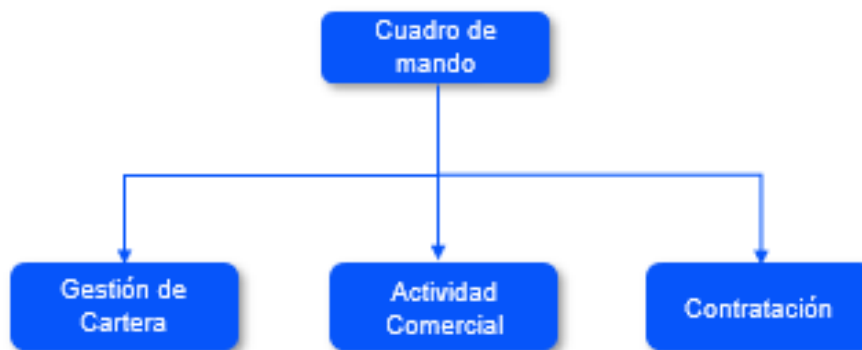 Cuadro de
mando
Gestión de
Cartera
Actividad
Comercial
Contratación